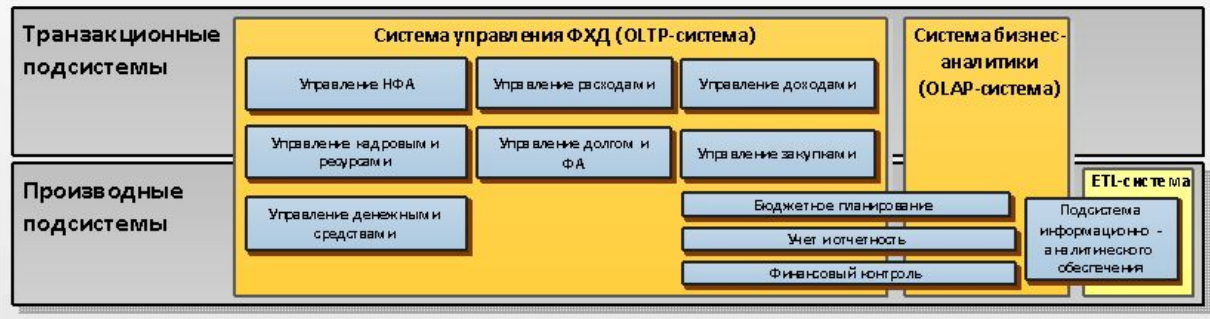 Транзакционные
подсистемы
Система управления ФХД (OLTP-система)
Система бизнес-
аналитики
(OLAP-система)
Управление НФА
Управление расходами
Управление доходами
Управление кадровыми
ресурсами
Управление долгом и
ФА
Управление закупками
Производные
подсистемы
ETL-система
Управление денежными
средствами
Бюджетное планирование
Учет и отчетность
Финансовый контроль
Подсистема
информационно -
аналитического
обеспечения